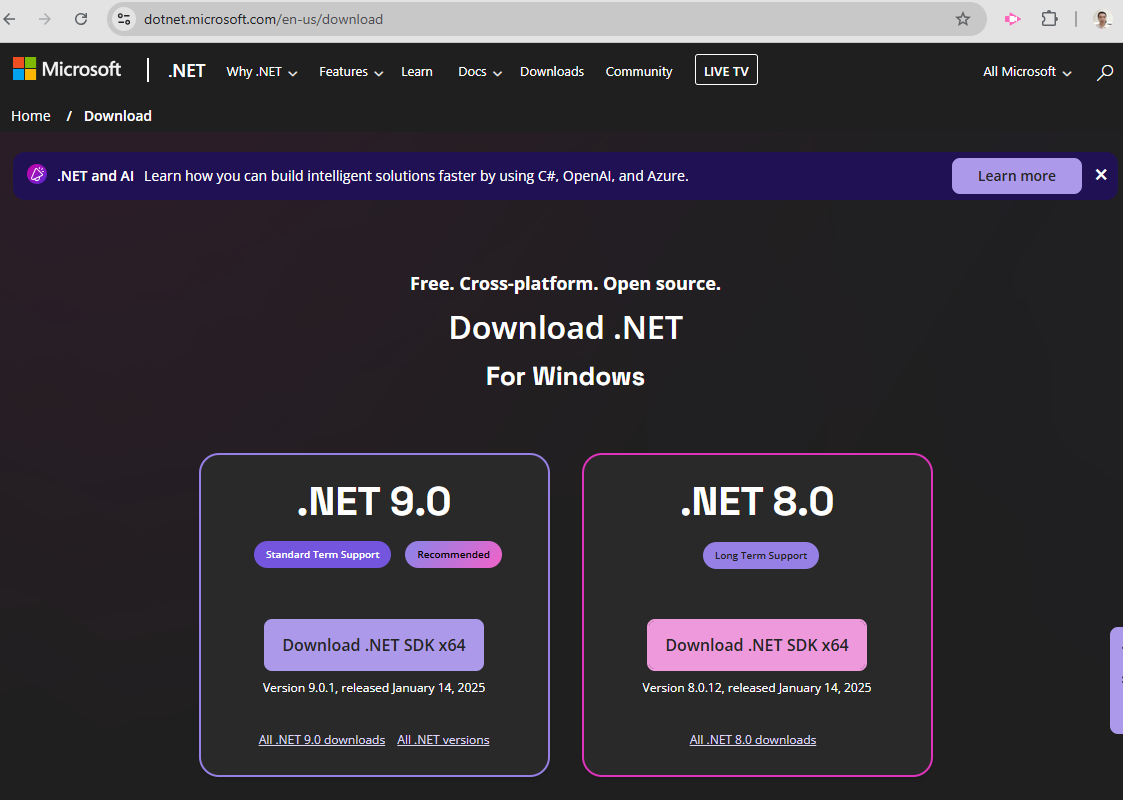 dotnet.microsoft.com/en-us/download
Microsoft .NET Why .NET Features Learn Docs Downloads Community LIVE TV All Microsoft
Home / Download
.NET and AI Learn how you can build intelligent solutions faster by using C#, OpenAI, and Azure. Learn more
Free. Cross-platform. Open source.
Download .NET
For Windows
.NET 9.0
Standard Term Support Recommended
Download .NET SDK x64
Version 9.0.1, released January 14, 2025
All .NET 9.0 downloads All .NET versions
.NET 8.0
Long Term Support
Download .NET SDK x64
Version 8.0.12, released January 14, 2025
All .NET 8.0 downloads